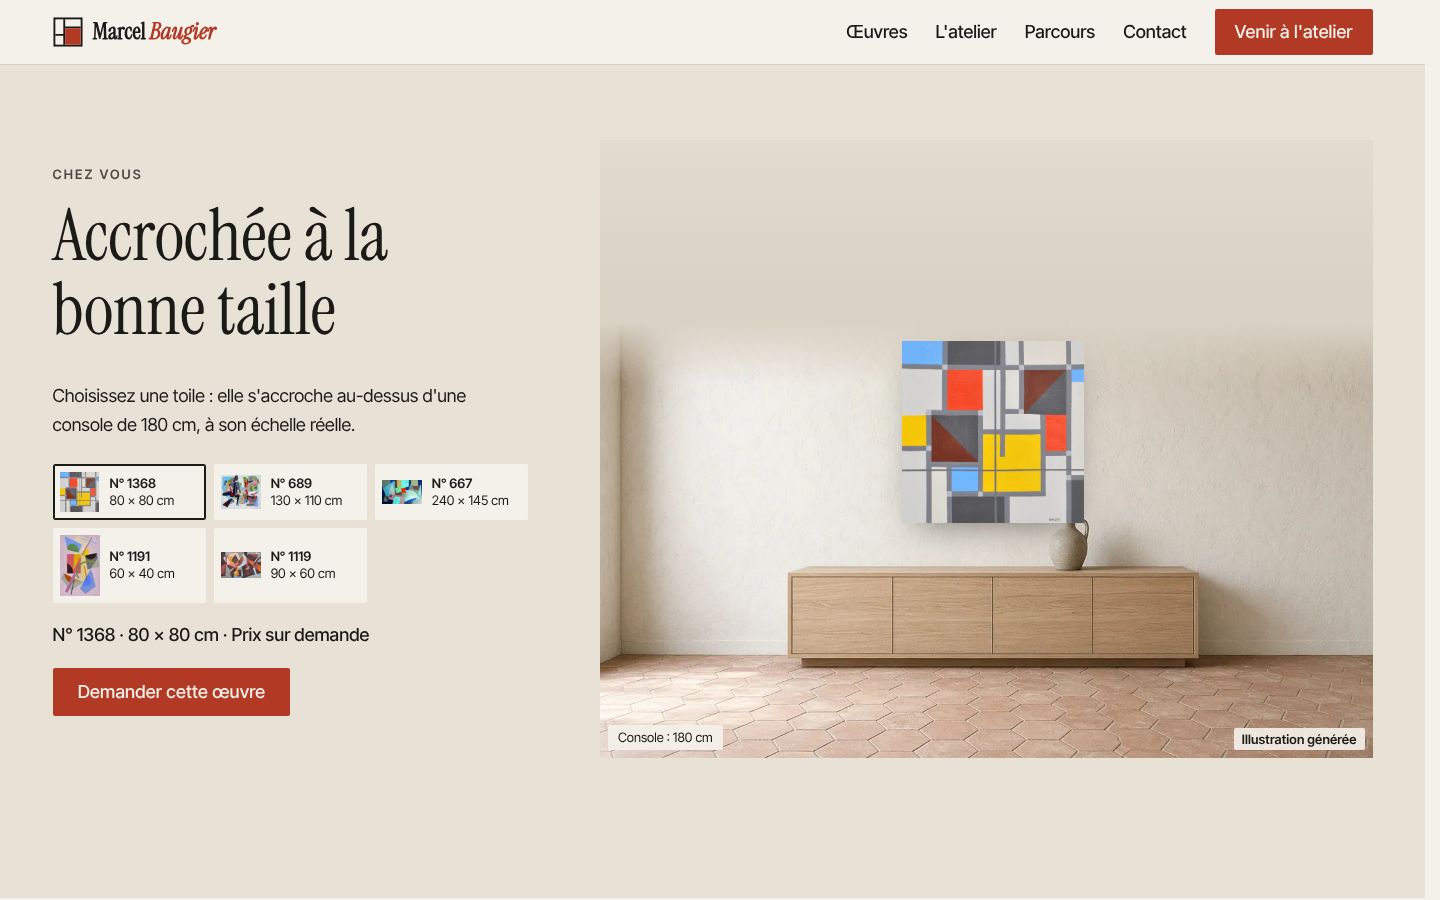 Marcel Baugier
Œuvres
L'atelier
Parcours
Contact
Venir à l'atelier
CHEZ VOUS
Accrochée à la
bonne taille
Choisissez une toile : elle s'accroche au-dessus d'une
console de 180 cm, à son échelle réelle.
N° 1368
80 × 80 cm
N° 689
130 × 110 cm
N° 667
240 × 145 cm
N° 1191
60 × 40 cm
N° 1119
90 × 60 cm
N° 1368 · 80 × 80 cm · Prix sur demande
Demander cette œuvre
Console : 180 cm
Illustration générée